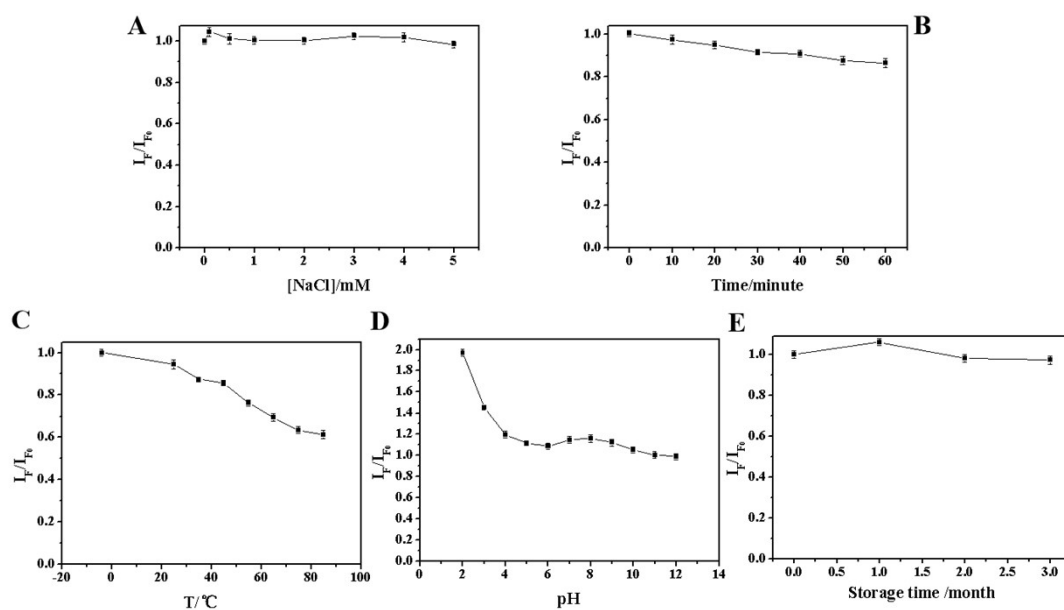 A
1.0
0.8
0.6
0.4
0.2
0.0
I_F/I_F0
0 1 2 3 4 5
[NaCl]/mM
B
1.0
0.8
0.6
0.4
0.2
0.0
I_F/I_F0
0 10 20 30 40 50 60
Time/minute
C
1.0
0.8
0.6
0.4
0.2
0.0
I_F/I_F0
-20 0 20 40 60 80 100
T/℃
D
2.0
1.8
1.6
1.4
1.2
1.0
0.8
0.6
0.4
0.2
0.0
I_F/I_F0
0 2 4 6 8 10 12 14
pH
E
1.0
0.8
0.6
0.4
0.2
0.0
I_F/I_F0
0.0 0.5 1.0 1.5 2.0 2.5 3.0
Storage time /month